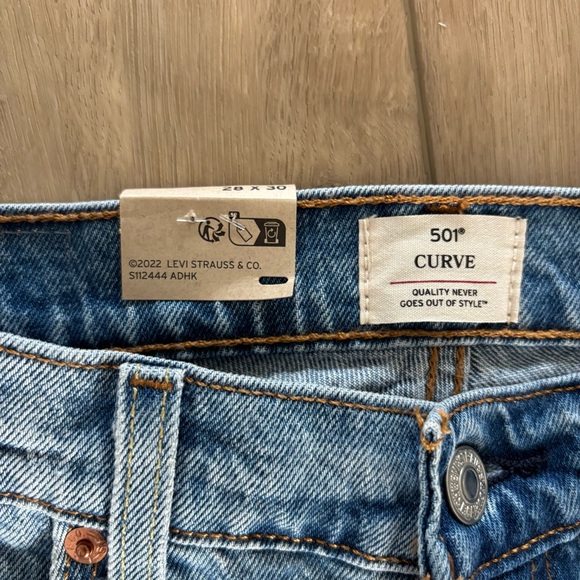 28 X 30
©2022 LEVI STRAUSS & CO.
S112444 ADHK
501®
CURVE
QUALITY NEVER
GOES OUT OF STYLE™